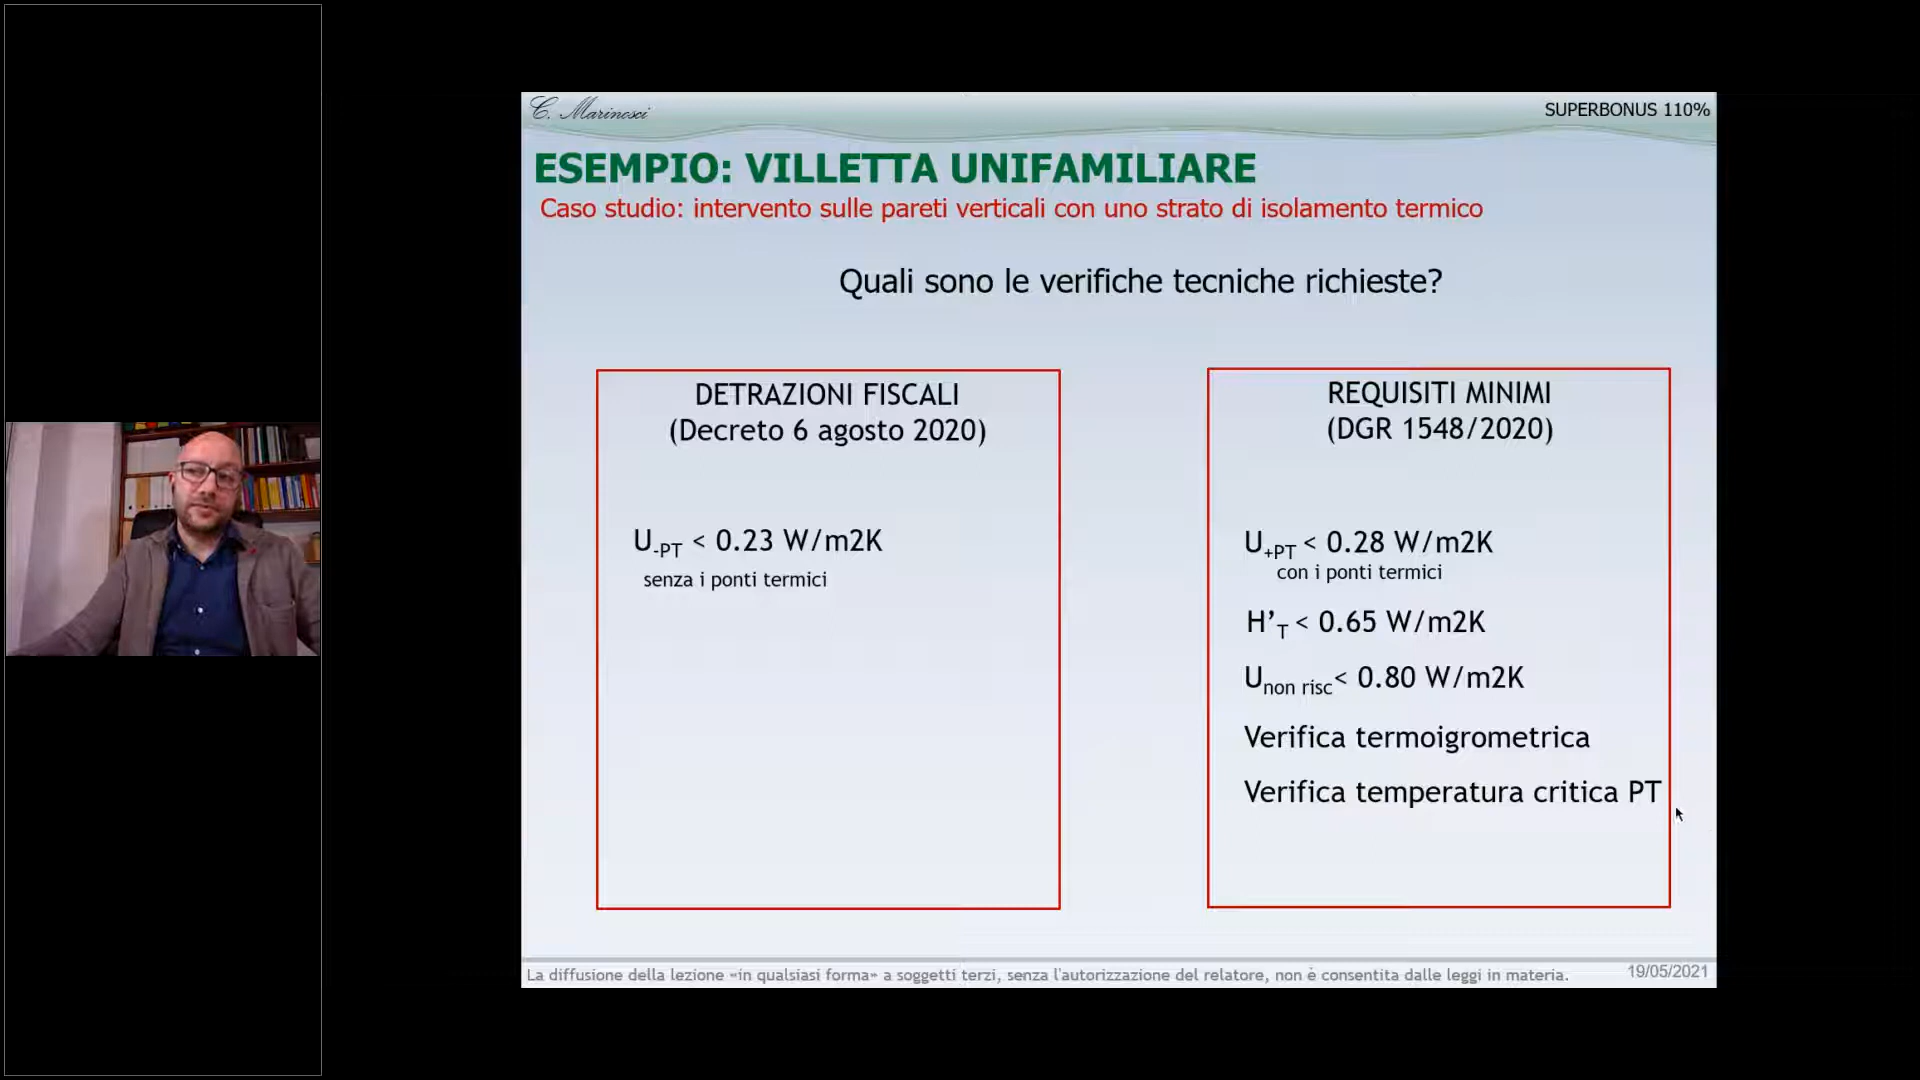 C. Marinosci
SUPERBONUS 110%
ESEMPIO: VILLETTA UNIFAMILIARE
Caso studio: intervento sulle pareti verticali con uno strato di isolamento termico
Quali sono le verifiche tecniche richieste?
DETRAZIONI FISCALI
(Decreto 6 agosto 2020)
U-PT < 0.23 W/m2K
senza i ponti termici
REQUISITI MINIMI
(DGR 1548/2020)
U+PT < 0.28 W/m2K
con i ponti termici
H’T < 0.65 W/m2K
Unon risc< 0.80 W/m2K
Verifica termoigrometrica
Verifica temperatura critica PT
La diffusione della lezione «in qualsiasi forma» a soggetti terzi, senza l'autorizzazione del relatore, non è consentita dalle leggi in materia.
19/05/2021